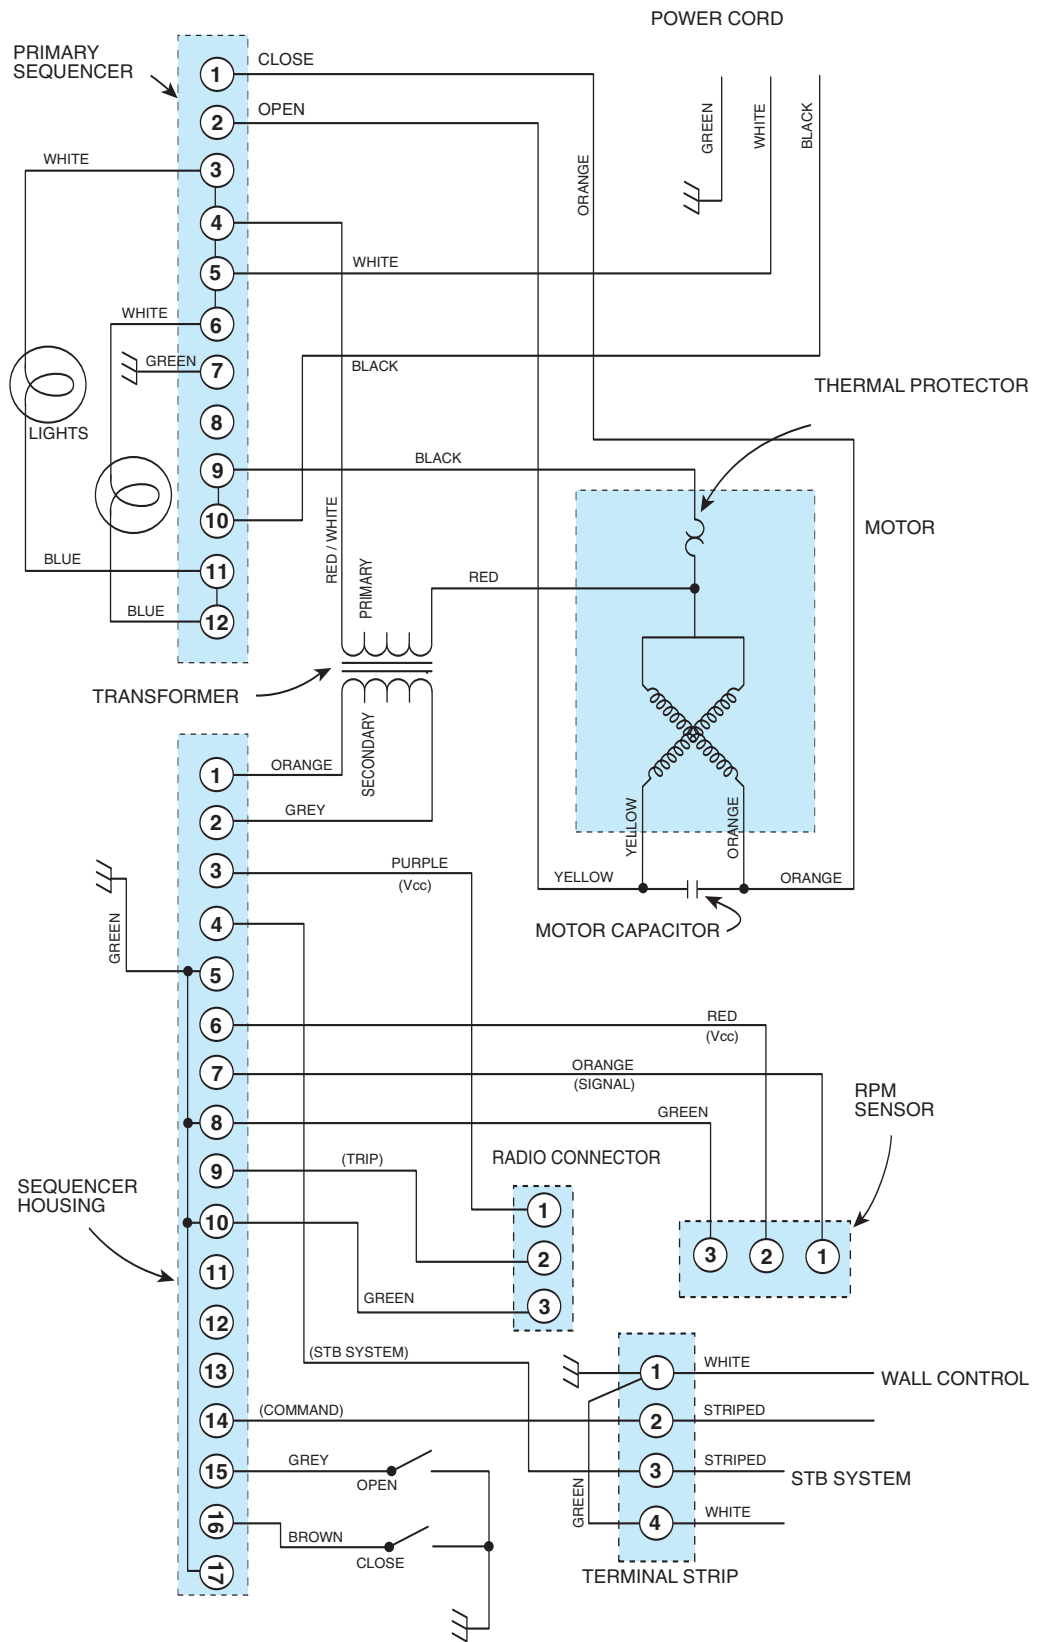 POWER CORD
PRIMARY
SEQUENCER
1
CLOSE
2
OPEN
GREEN
WHITE
BLACK
ORANGE
WHITE
3
4
5
WHITE
WHITE
6
GREEN
7
BLACK
THERMAL PROTECTOR
LIGHTS
8
9
BLACK
10
MOTOR
RED / WHITE
BLUE
11
PRIMARY
RED
BLUE
12
TRANSFORMER
SECONDARY
1
ORANGE
2
GREY
YELLOW
ORANGE
3
PURPLE
(Vcc)
YELLOW
ORANGE
MOTOR CAPACITOR
GREEN
4
5
6
RED
(Vcc)
7
ORANGE
(SIGNAL)
RPM
SENSOR
8
GREEN
9
(TRIP)
RADIO CONNECTOR
SEQUENCER
HOUSING
10
1
2
3
GREEN
3
2
1
11
12
13
(STB SYSTEM)
1
WHITE
WALL CONTROL
14
(COMMAND)
2
STRIPED
15
GREY
OPEN
3
STRIPED
STB SYSTEM
GREEN
16
BROWN
CLOSE
4
WHITE
17
TERMINAL STRIP